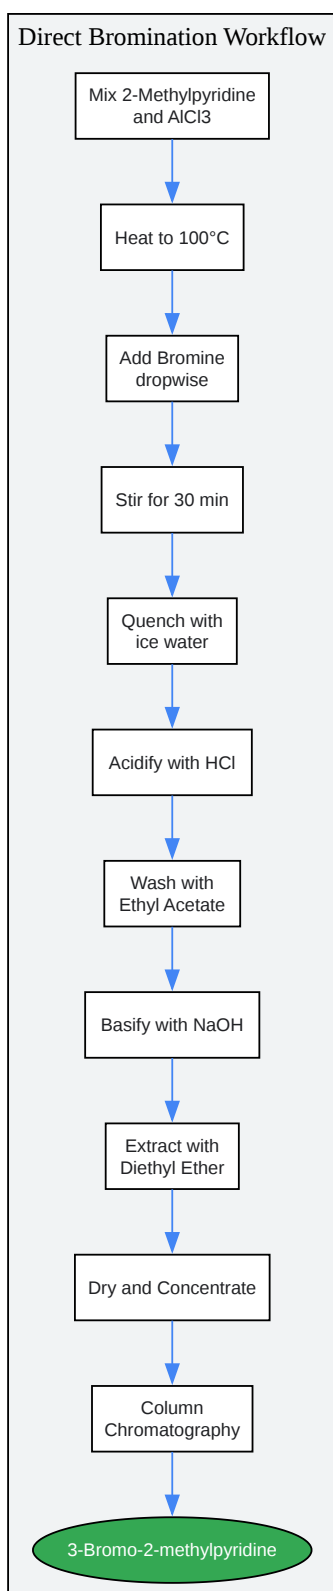 Direct Bromination Workflow
Mix 2-Methylpyridine
and AlCl3
Heat to 100°C
Add Bromine
dropwise
Stir for 30 min
Quench with
ice water
Acidify with HCl
Wash with
Ethyl Acetate
Basify with NaOH
Extract with
Diethyl Ether
Dry and Concentrate
Column
Chromatography
3-Bromo-2-methylpyridine